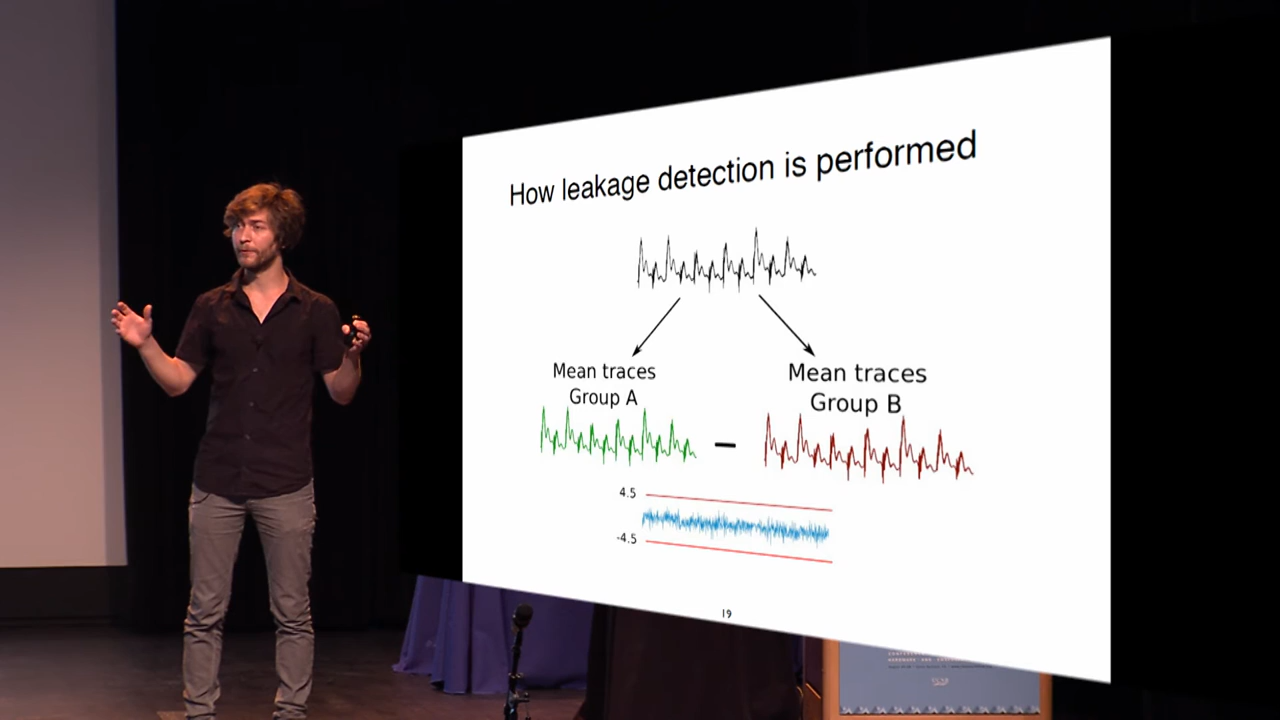 How leakage detection is performed
Mean traces
Group A
Mean traces
Group B
4.5
-4.5
19